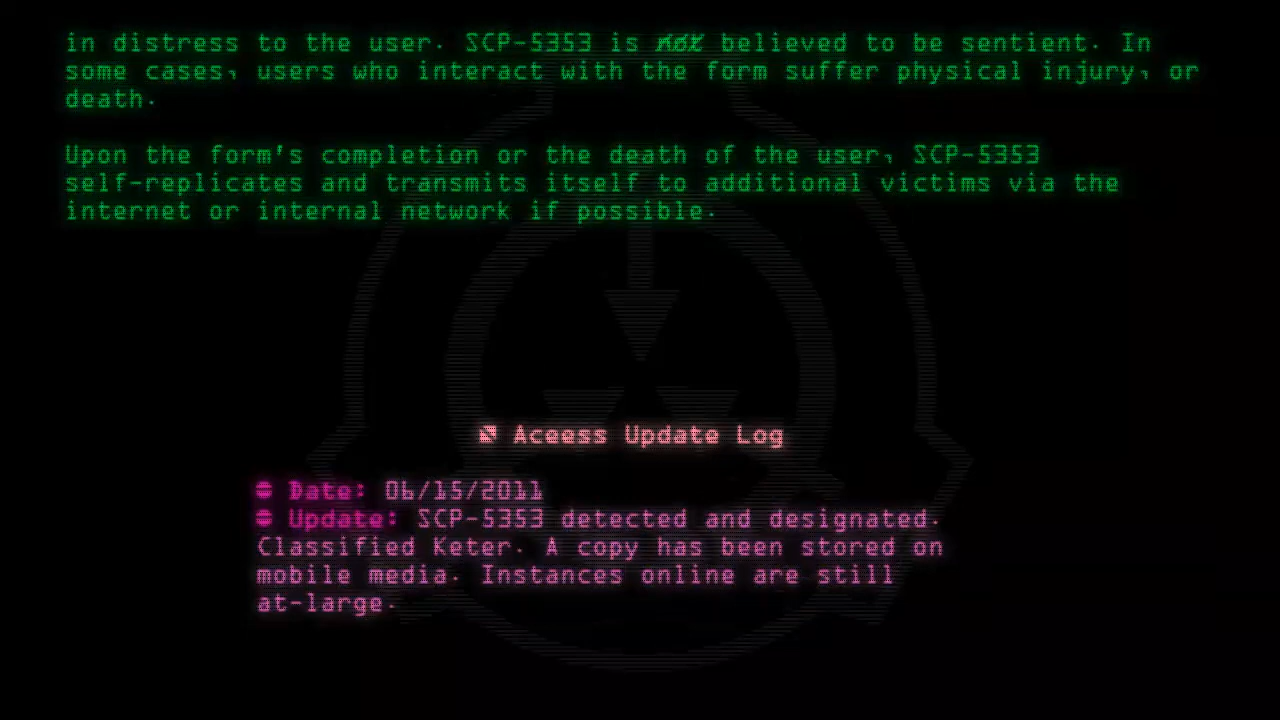 in distress to the user. SCP-5353 is believed to be sentient. In
some cases, users who interact with the form suffer physical injury, or
death.
Upon the form's completion or the death of the user, SCP-5353
self-replicates and transmits itself to additional victims via the
internet or internal network if possible.
Access Update Log
Date: 06/15/2011
Update: SCP-5353 detected and designated.
Classified Keter. A copy has been stored on
mobile media. Instances online are still
at-large.